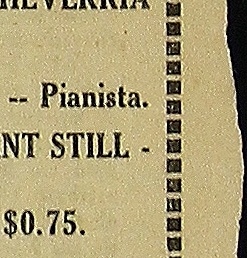 HEVERRIA
-- Pianista.
NT STILL -
$0.75.